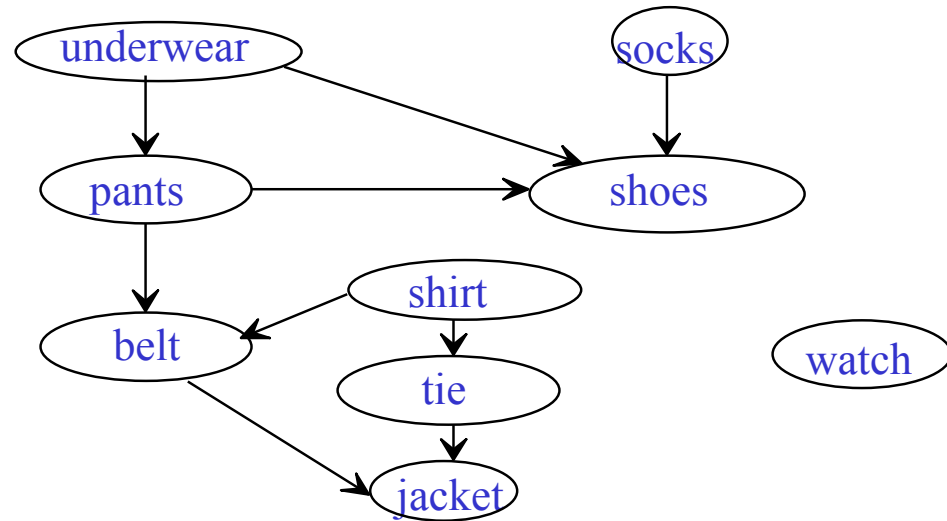 underwear
socks
pants
shoes
shirt
belt
watch
tie
jacket